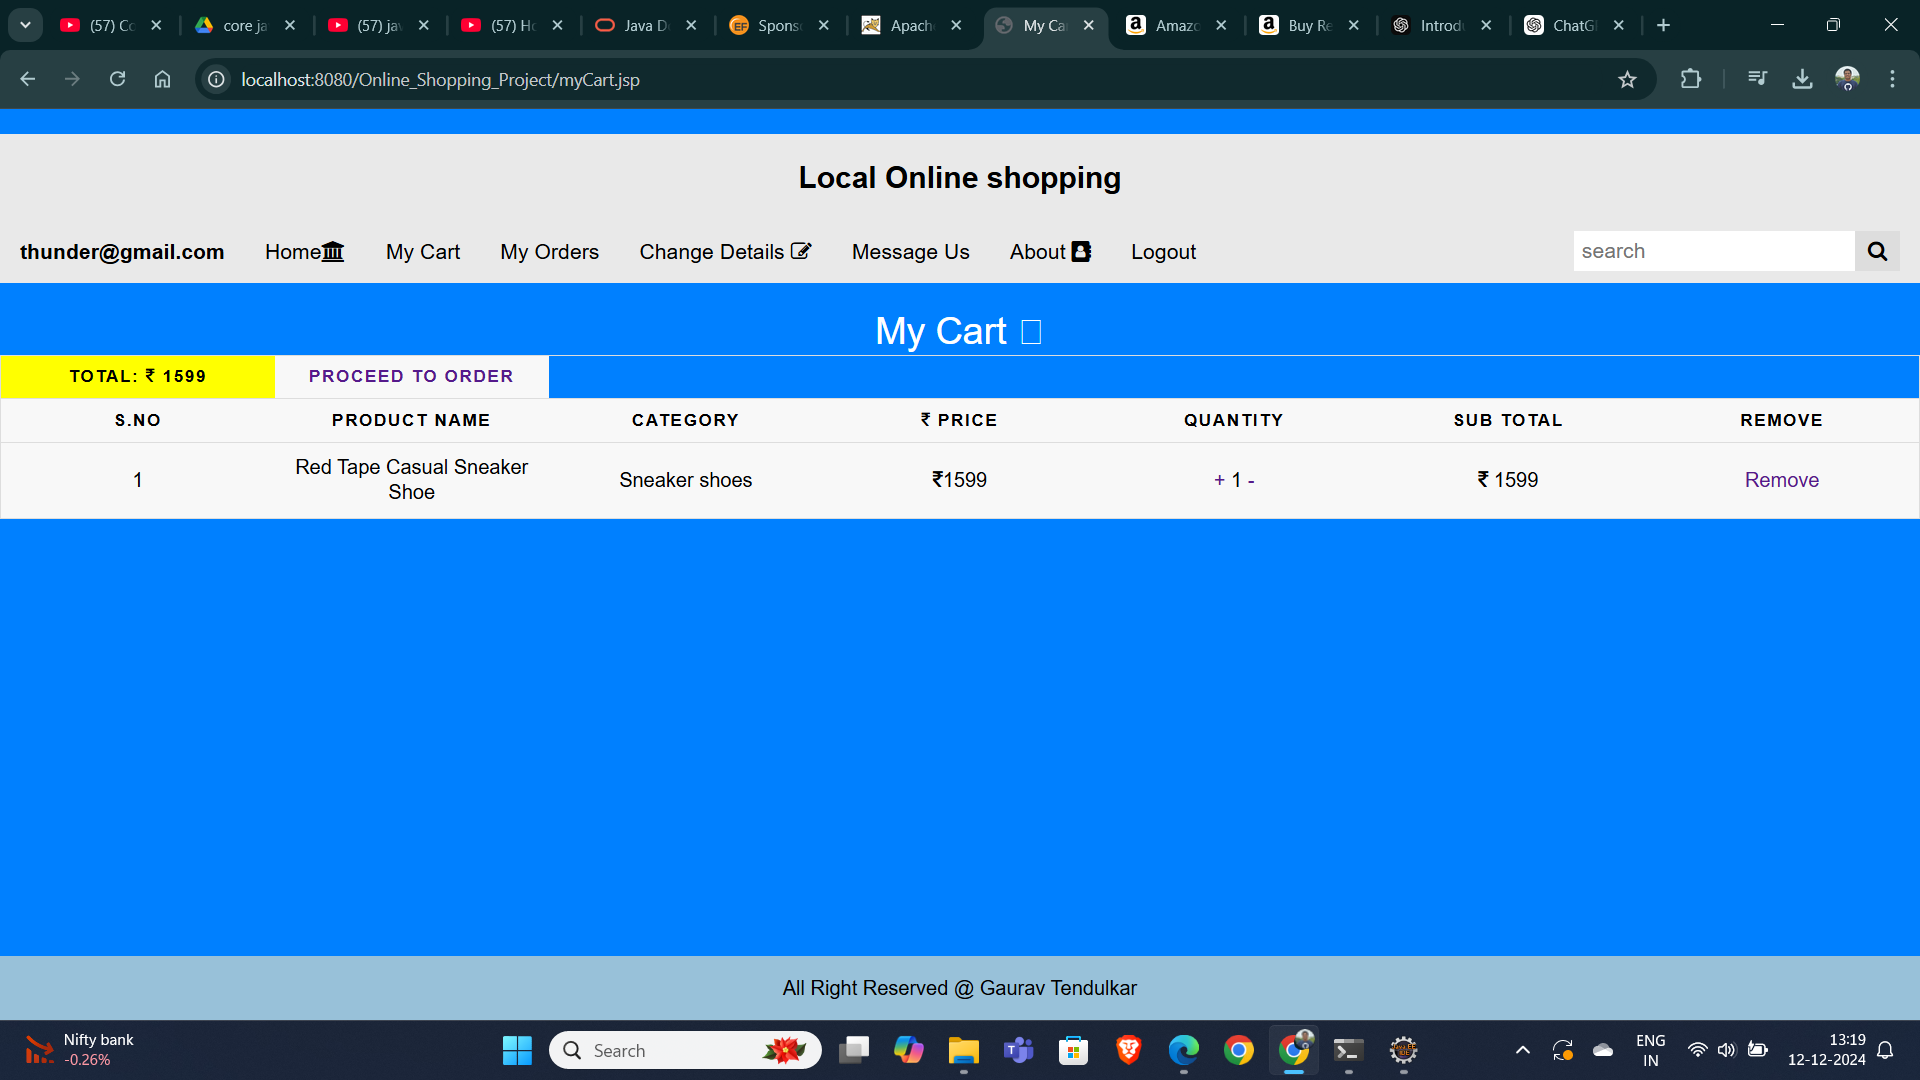 (57) Co
core ja
(57) jav
(57) Ho
Java D
Spons
Apach
My Ca
Amazo
Buy Re
Introd
ChatG
localhost:8080/Online_Shopping_Project/myCart.jsp
Local Online shopping
thunder@gmail.com Home My Cart My Orders Change Details Message Us About Logout search
My Cart
TOTAL: ₹ 1599 PROCEED TO ORDER
S.NO PRODUCT NAME CATEGORY ₹ PRICE QUANTITY SUB TOTAL REMOVE
1 Red Tape Casual Sneaker Sneaker shoes ₹1599 + 1 - ₹ 1599 Remove
Shoe
All Right Reserved @ Gaurav Tendulkar
Nifty bank
-0.26%
Search
ENG
IN
13:19
12-12-2024